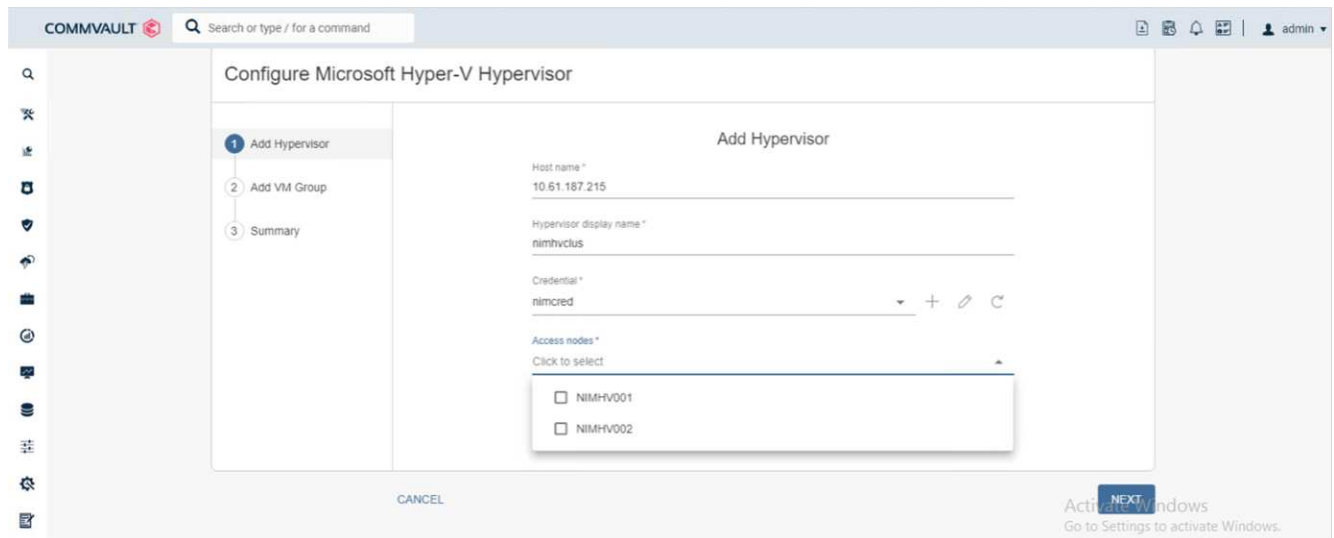 COMMVAULT
Search or type / for a command
admin
Configure Microsoft Hyper-V Hypervisor
1 Add Hypervisor
2 Add VM Group
3 Summary
Add Hypervisor
Host name *
10.61.187.215
Hypervisor display name *
nimhvclus
Credential *
nimcred
Access nodes *
Click to select
NIMHV001
NIMHV002
CANCEL
NEXT
Activate Windows
Go to Settings to activate Windows.